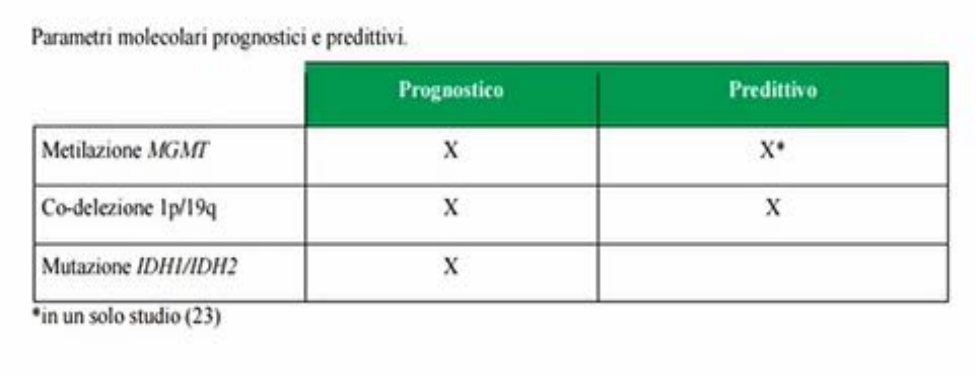 Parametri molecolari prognostici e predittivi.
Prognostico Predittivo
Metilazione MGMT X X*
Co-delezione 1p/19q X X
Mutazione IDH1/IDH2 X
*in un solo studio (23)